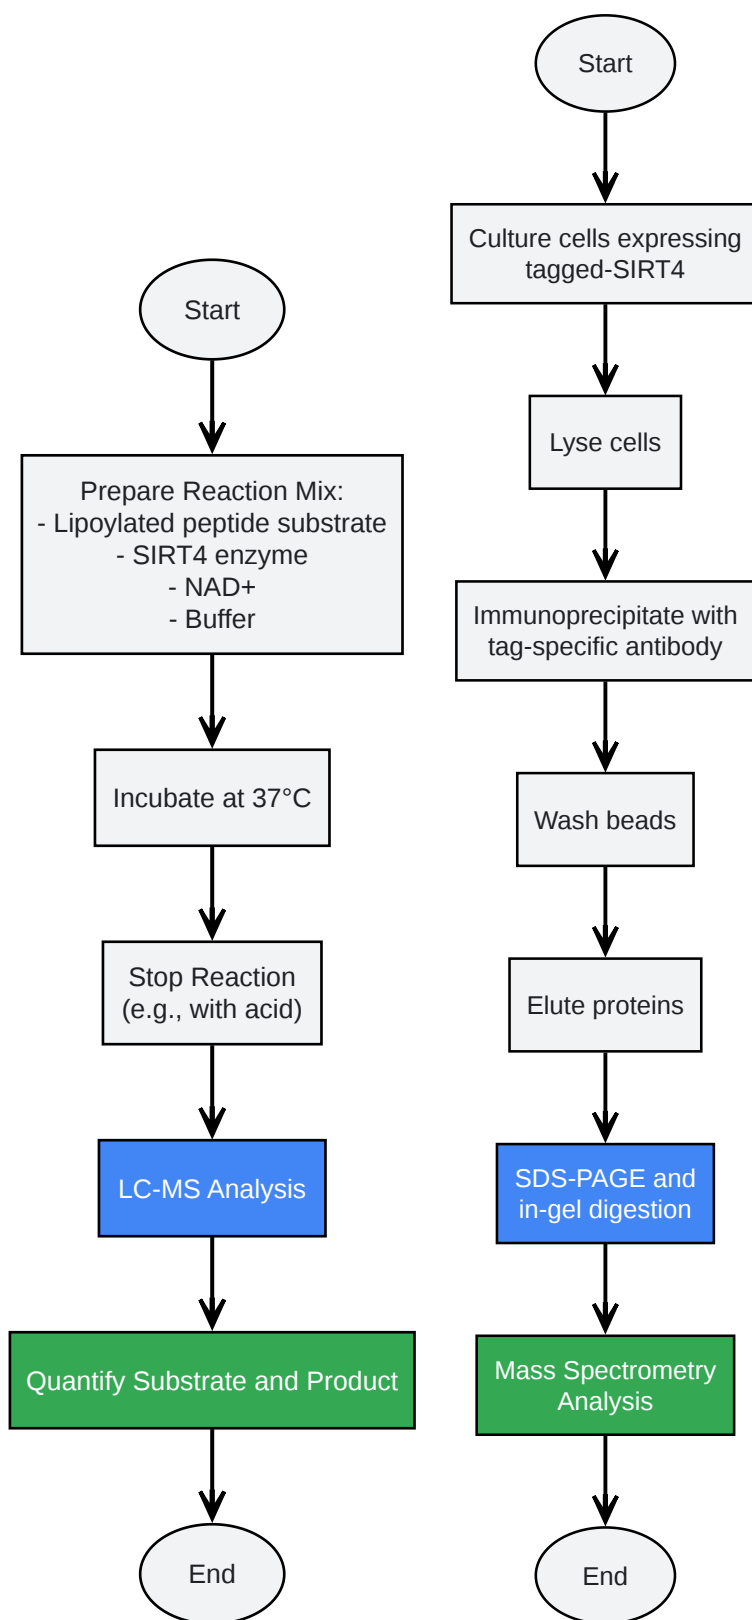 Start
Prepare Reaction Mix:
- Lipoylated peptide substrate
- SIRT4 enzyme
- NAD+
- Buffer
Incubate at 37°C
Stop Reaction
(e.g., with acid)
LC-MS Analysis
Quantify Substrate and Product
End
Start
Culture cells expressing
tagged-SIRT4
Lyse cells
Immunoprecipitate with
tag-specific antibody
Wash beads
Elute proteins
SDS-PAGE and
in-gel digestion
Mass Spectrometry
Analysis
End